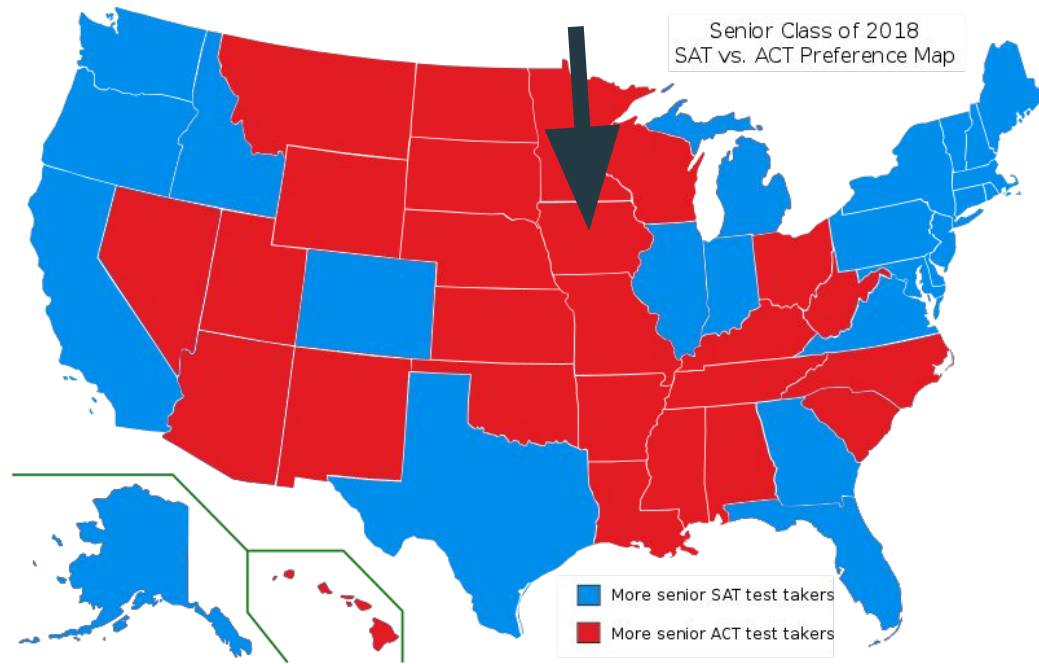 Senior Class of 2018
SAT vs. ACT Preference Map
More senior SAT test takers
More senior ACT test takers